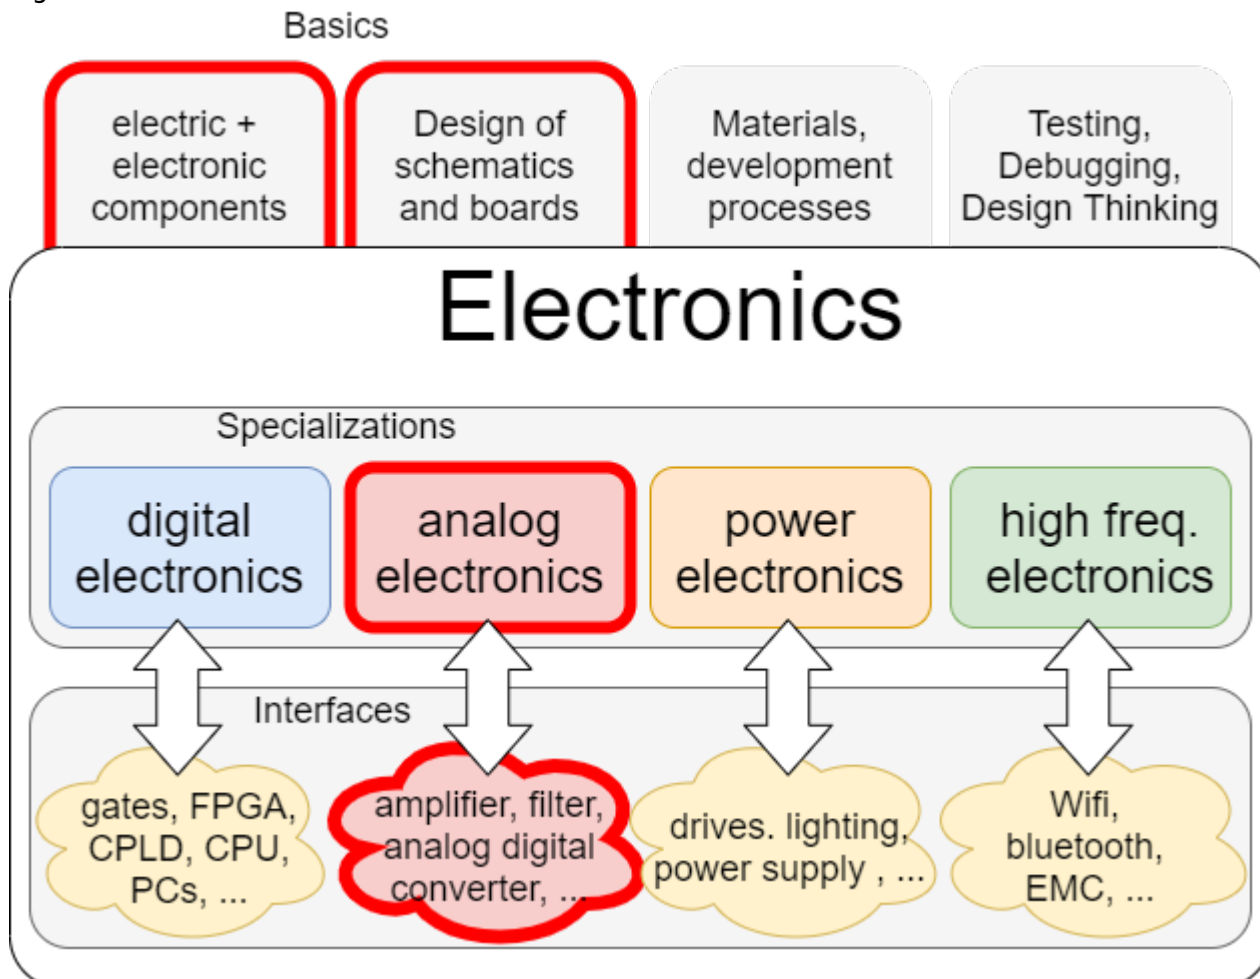 Basics
electric +
electronic
components
Design of
schematics
and boards
Materials,
development
processes
Testing,
Debugging,
Design Thinking
Electronics
Specializations
digital
electronics
analog
electronics
power
electronics
high freq.
electronics
Interfaces
gates, FPGA,
CPLD, CPU,
PCs, ...
amplifier, filter,
analog digital
converter, ...
drives. lighting,
power supply , ...
Wifi,
bluetooth,
EMC, ...